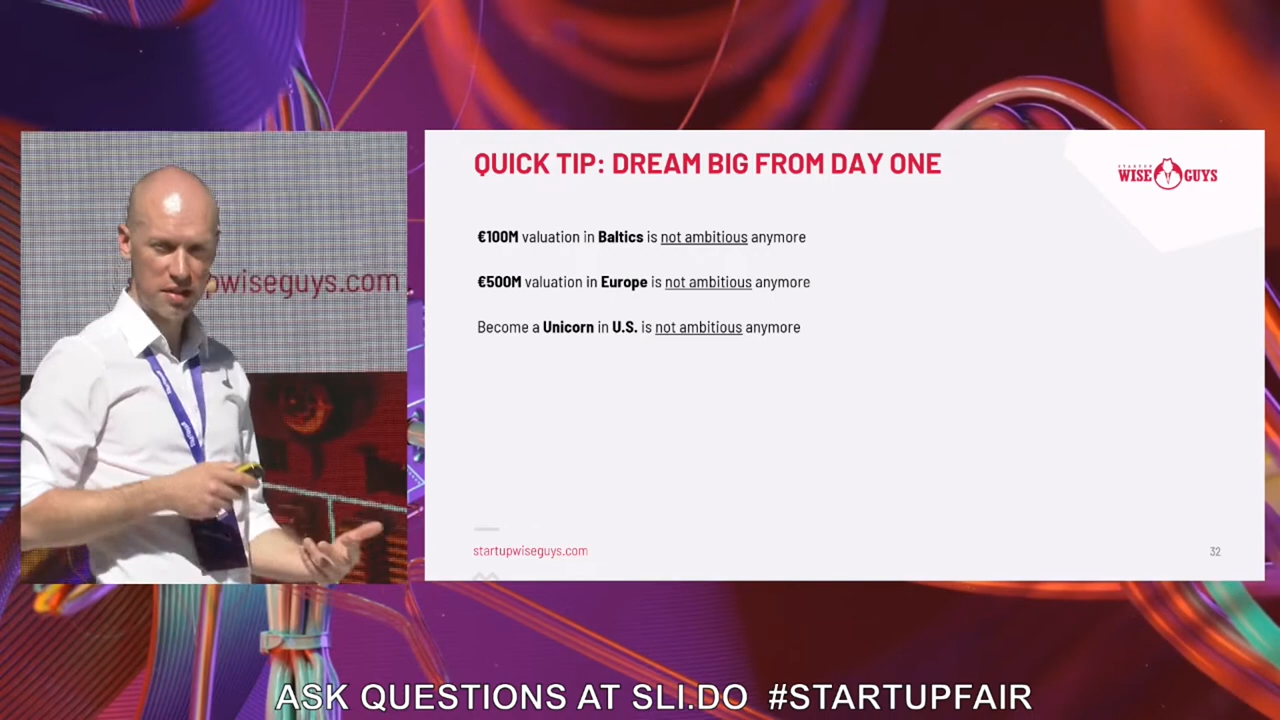 QUICK TIP: DREAM BIG FROM DAY ONE
STARTUP
WISE GUYS
€100M valuation in Baltics is not ambitious anymore
€500M valuation in Europe is not ambitious anymore
Become a Unicorn in U.S. is not ambitious anymore
pwiseguys.com
startupwiseguys.com
32
ASK QUESTIONS AT SLI.DO #STARTUPFAIR